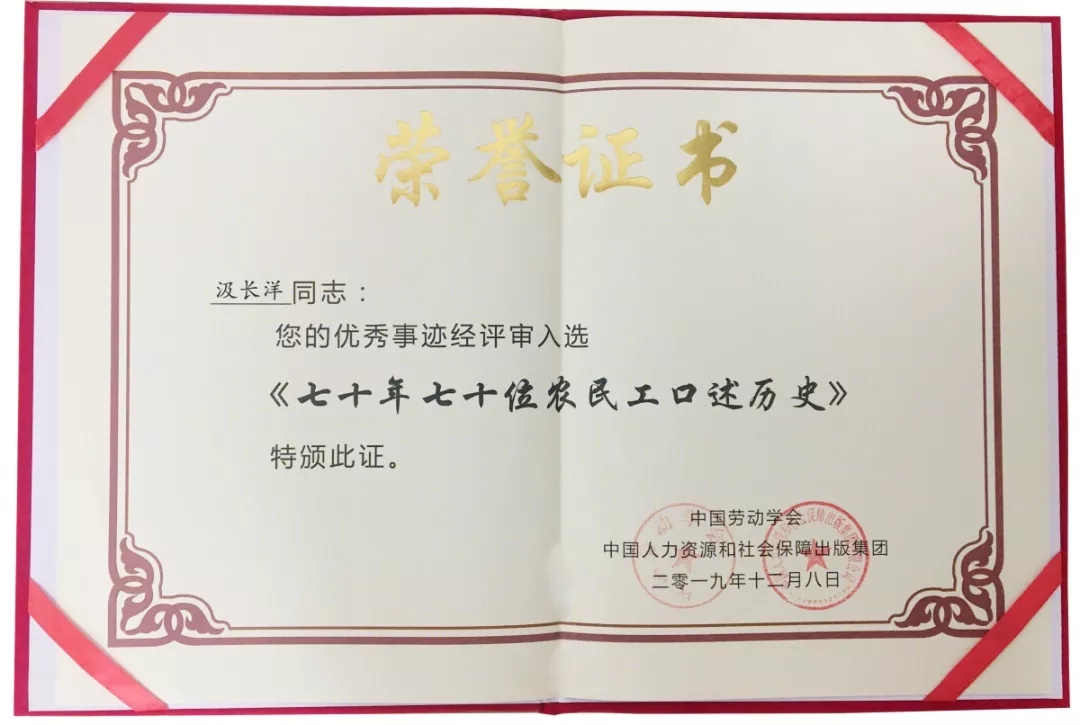 荣誉证书
汲长洋同志：
您的优秀事迹经评审入选
《七十年七十位农民工口述历史》
特颁此证。
中国劳动学会
中国人力资源和社会保障出版集团
二零一九年十二月八日